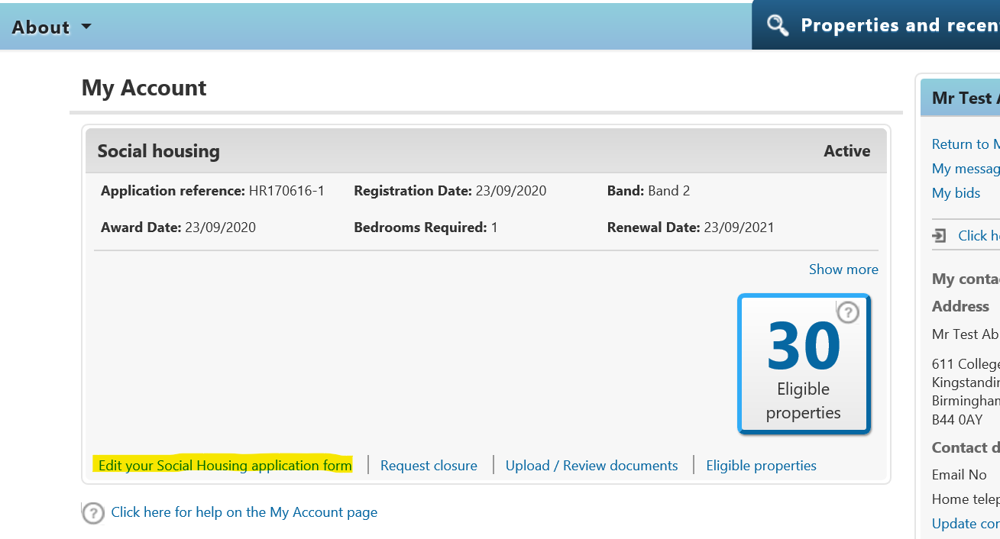 About
Properties and recen
My Account
Social housing
Active
Application reference: HR170616-1
Registration Date: 23/09/2020
Band: Band 2
Award Date: 23/09/2020
Bedrooms Required: 1
Renewal Date: 23/09/2021
Show more
?
30
Eligible
properties
Edit your Social Housing application form
Request closure
Upload / Review documents
Eligible properties
? Click here for help on the My Account page
Mr Test
Return to
My messag
My bids
Click h
My conta
Address
Mr Test Ab
611 College
Kingstandin
Birmingham
B44 0AY
Contact d
Email No
Home telep
Update con